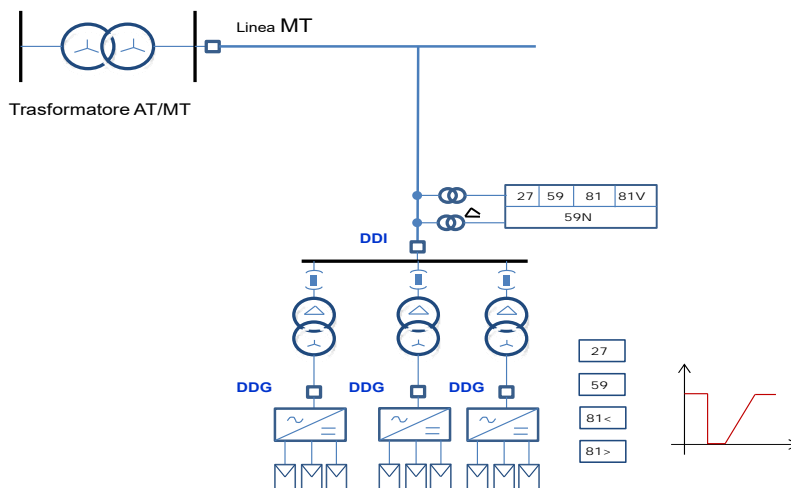 Linea MT
Trasformatore AT/MT
27 59 81 81V
59N
DDI
DDG DDG DDG
27
59
81<
81>